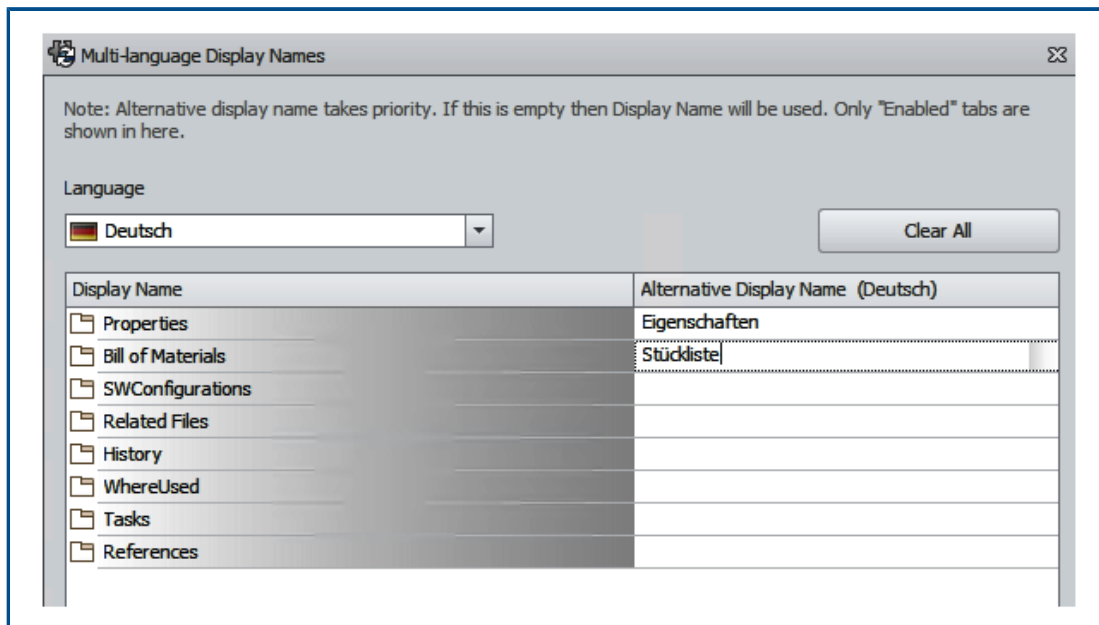 Multi-language Display Names
Note: Alternative display name takes priority. If this is empty then Display Name will be used. Only "Enabled" tabs are
shown in here.
Language
Deutsch
Clear All
Display Name Alternative Display Name (Deutsch)
Properties Eigenschaften
Bill of Materials Stückliste
SWConfigurations
Related Files
History
WhereUsed
Tasks
References